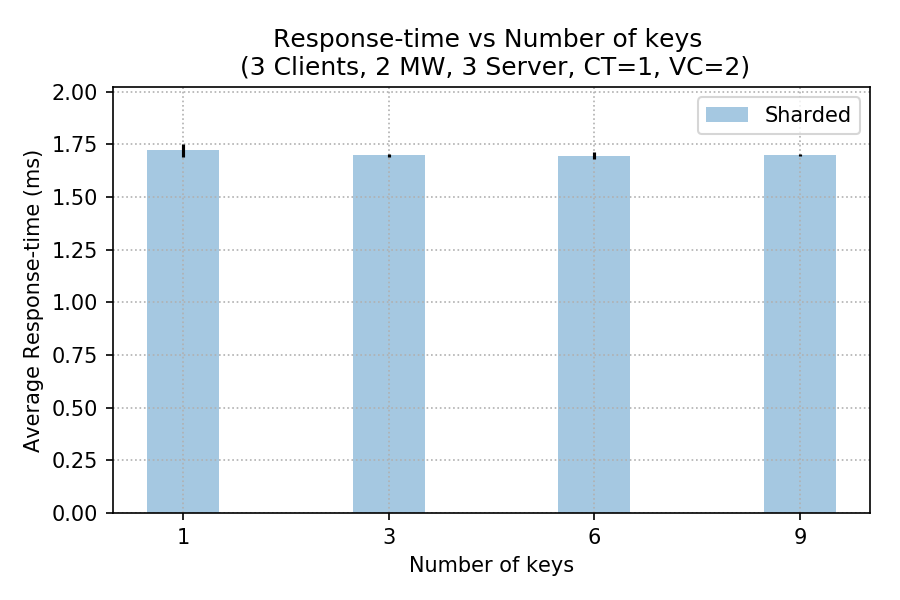 Response-time vs Number of keys
(3 Clients, 2 MW, 3 Server, CT=1, VC=2)
Sharded
Average Response-time (ms)
2.00
1.75
1.50
1.25
1.00
0.75
0.50
0.25
0.00
1 3 6 9
Number of keys